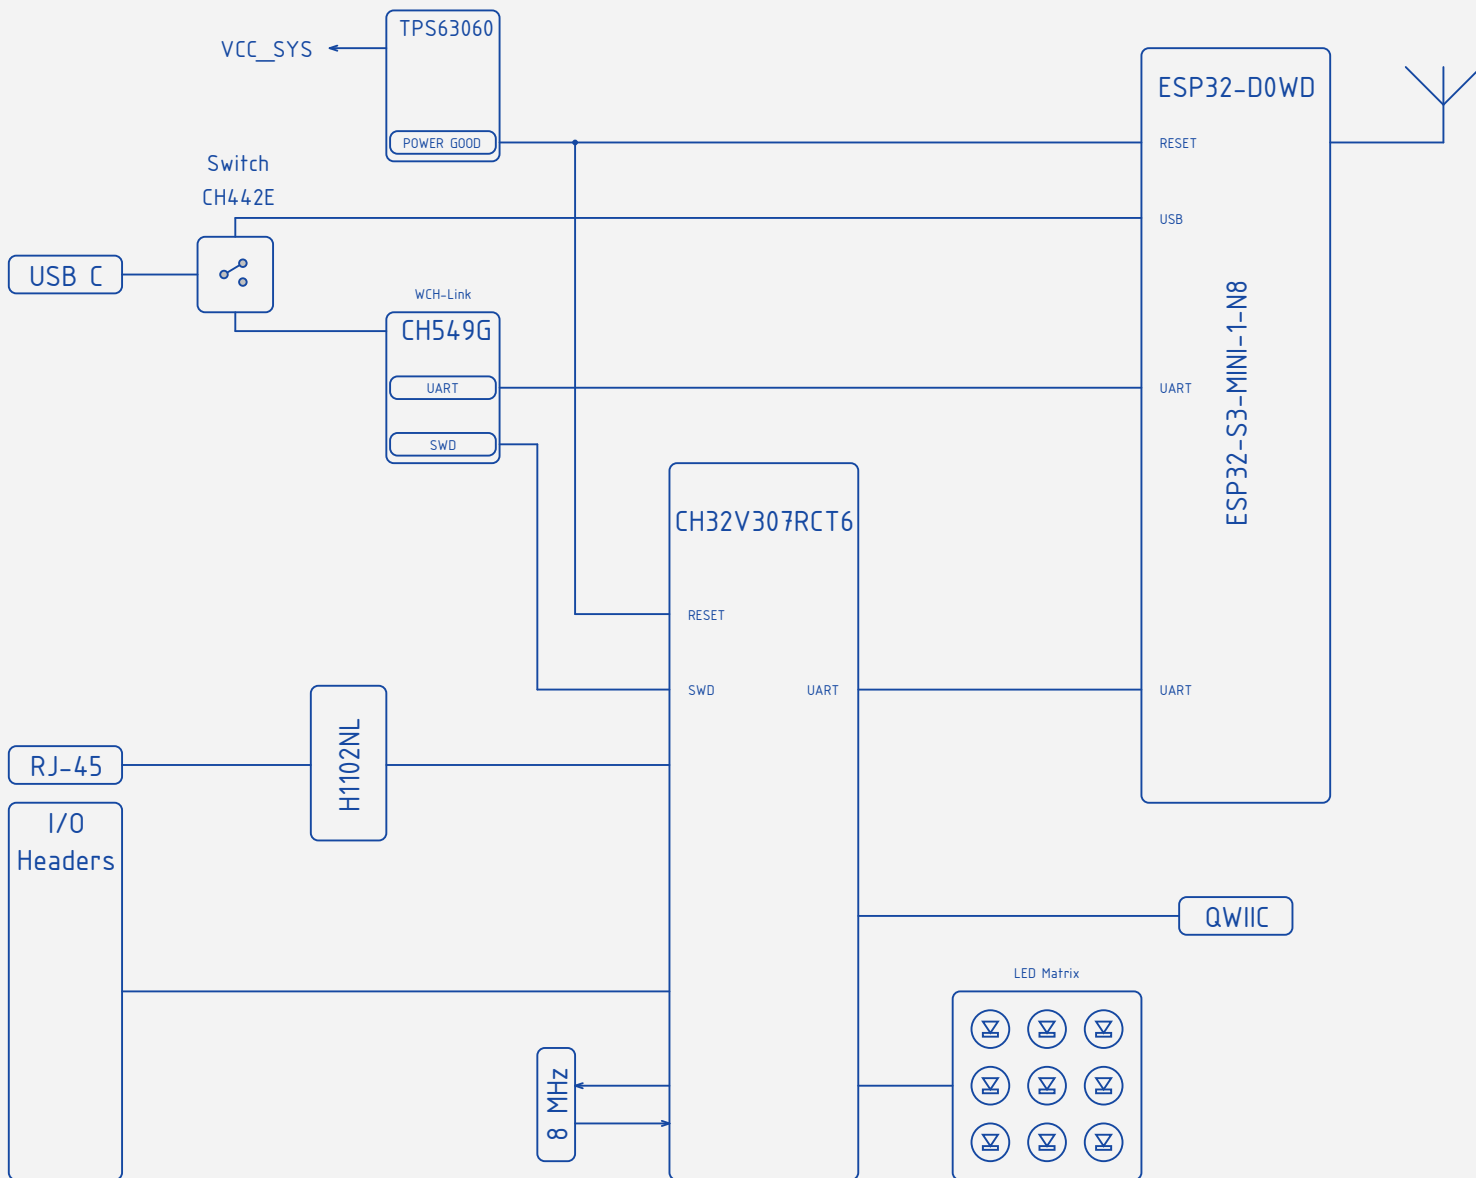 TPS63060
VCC_SYS
POWER GOOD
ESP32-D0WD
RESET
Switch
CH442E
USB
USB C
WCH-Link
CH549G
UART
UART
ESP32-S3-MINI-1-N8
SWD
CH32V307RCT6
RESET
SWD
UART
UART
H1102NL
RJ-45
I/O
Headers
QWIIC
LED Matrix
8 MHz